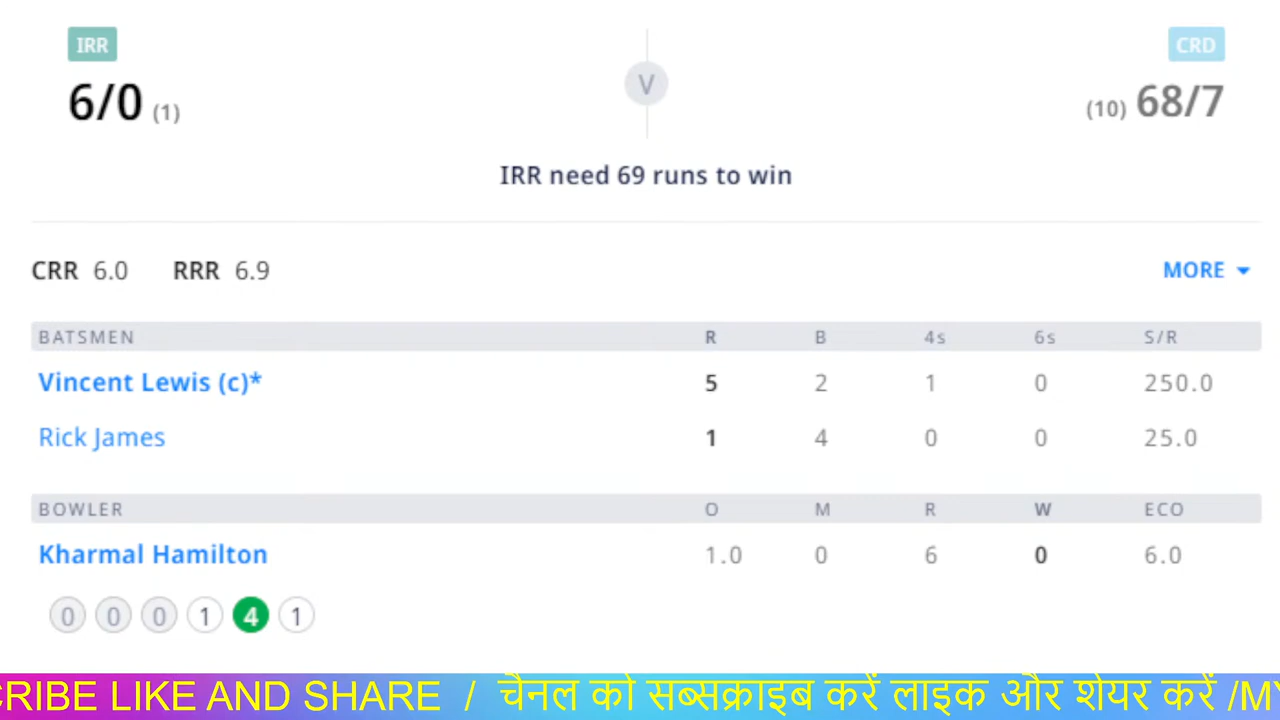 IRR
CRD
V
6/0 (1)
(10) 68/7
IRR need 69 runs to win
CRR 6.0 RRR 6.9
MORE
BATSMEN R B 4s 6s S/R
Vincent Lewis (c)* 5 2 1 0 250.0
Rick James 1 4 0 0 25.0
BOWLER O M R W ECO
Kharmal Hamilton 1.0 0 6 0 6.0
0 0 0 1 4 1
CRIBE LIKE AND SHARE / चैनल को सब्सक्राइब करें लाइक और शेयर करें /MY